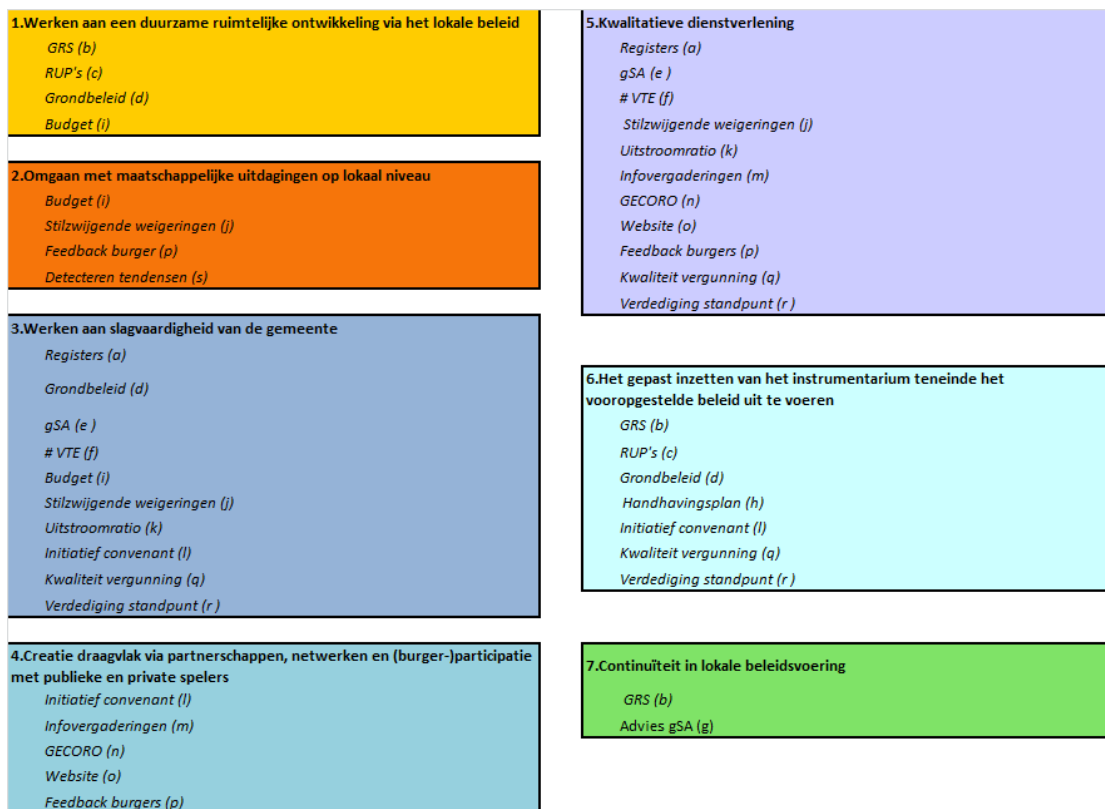 1.Werken aan een duurzame ruimtelijke ontwikkeling via het lokale beleid
GRS (b)
RUP's (c)
Grondbeleid (d)
Budget (i)
2.Omgaan met maatschappelijke uitdagingen op lokaal niveau
Budget (i)
Stilzwijgende weigeringen (j)
Feedback burger (p)
Detecteren tendensen (s)
3.Werken aan slagvaardigheid van de gemeente
Registers (a)
Grondbeleid (d)
gSA (e )
# VTE (f)
Budget (i)
Stilzwijgende weigeringen (j)
Uitstroomratio (k)
Initiatief convenant (l)
Kwaliteit vergunning (q)
Verdediging standpunt (r )
4.Creatie draagvlak via partnerschappen, netwerken en (burger-)participatie
met publieke en private spelers
Initiatief convenant (l)
Infovergaderingen (m)
GECORO (n)
Website (o)
Feedback burgers (p)
5.Kwalitatieve dienstverlening
Registers (a)
gSA (e )
# VTE (f)
Stilzwijgende weigeringen (j)
Uitstroomratio (k)
Infovergaderingen (m)
GECORO (n)
Website (o)
Feedback burgers (p)
Kwaliteit vergunning (q)
Verdediging standpunt (r )
6.Het gepast inzetten van het instrumentarium teneinde het
vooropgestelde beleid uit te voeren
GRS (b)
RUP's (c)
Grondbeleid (d)
Handhavingsplan (h)
Initiatief convenant (l)
Kwaliteit vergunning (q)
Verdediging standpunt (r )
7.Continuïteit in lokale beleidsvoering
GRS (b)
Advies gSA (g)